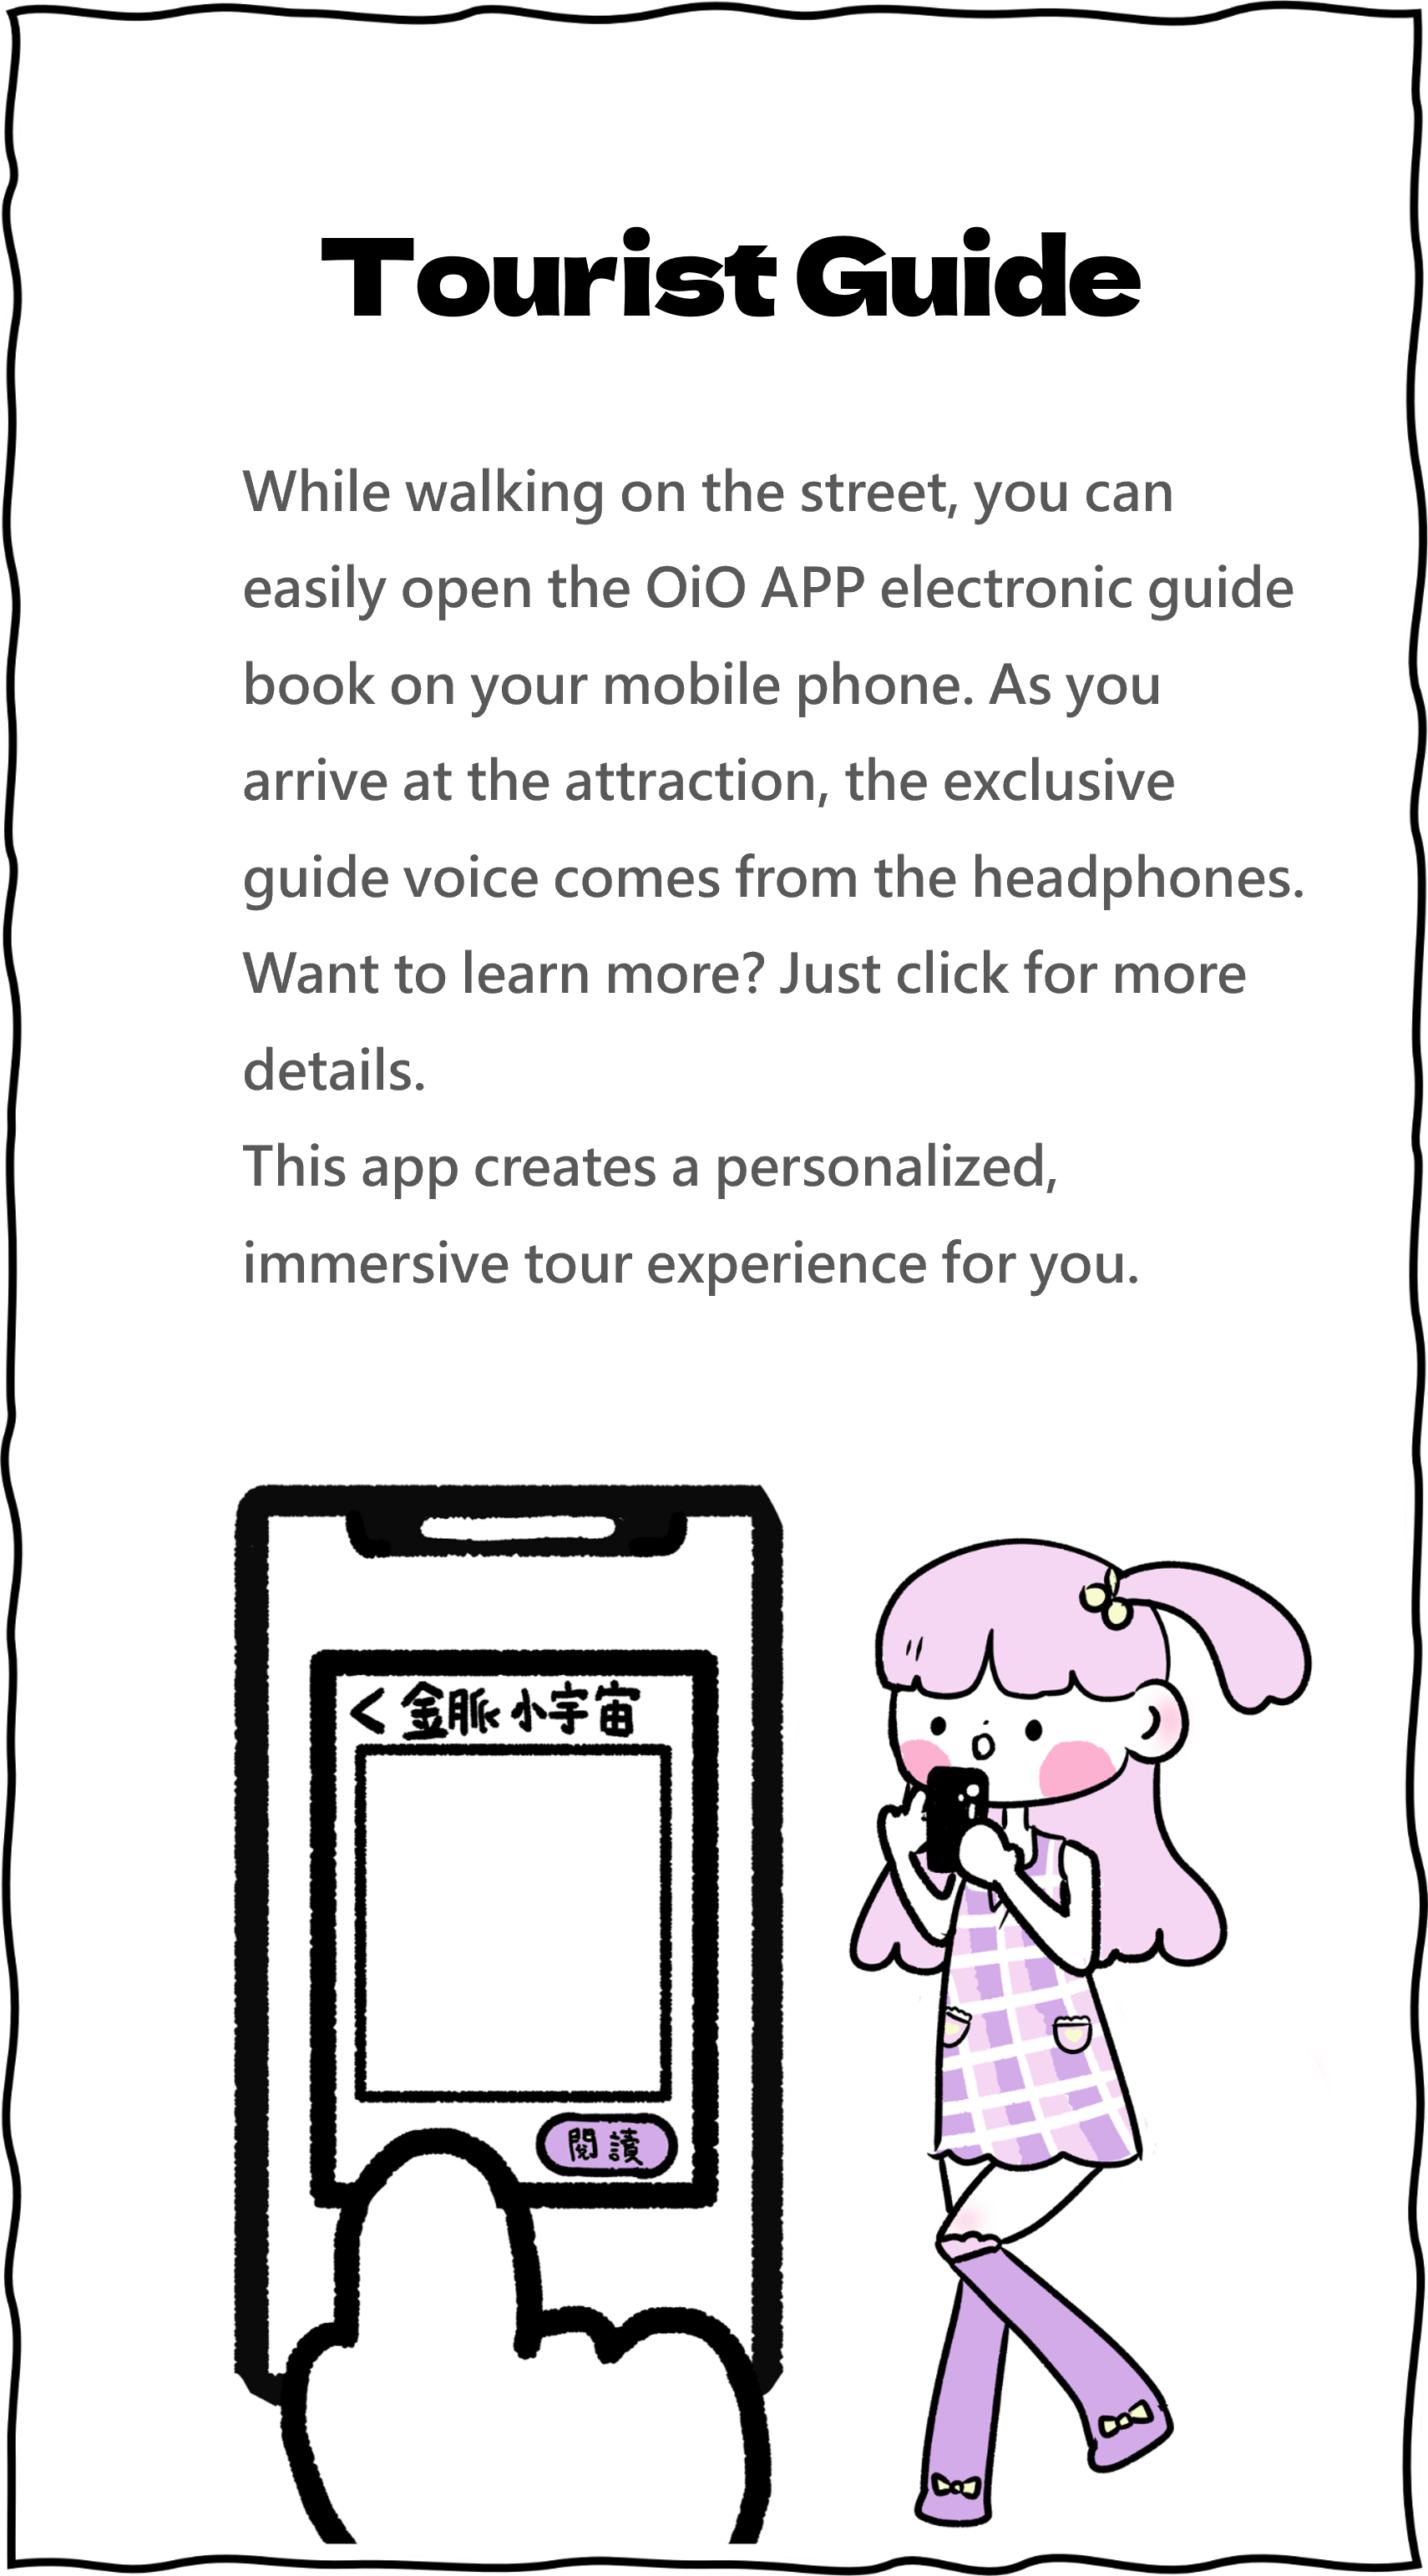 Tourist Guide
While walking on the street, you can
easily open the OiO APP electronic guide
book on your mobile phone. As you
arrive at the attraction, the exclusive
guide voice comes from the headphones.
Want to learn more? Just click for more
details.
This app creates a personalized,
immersive tour experience for you.
< 金脈小宇宙
閱讀